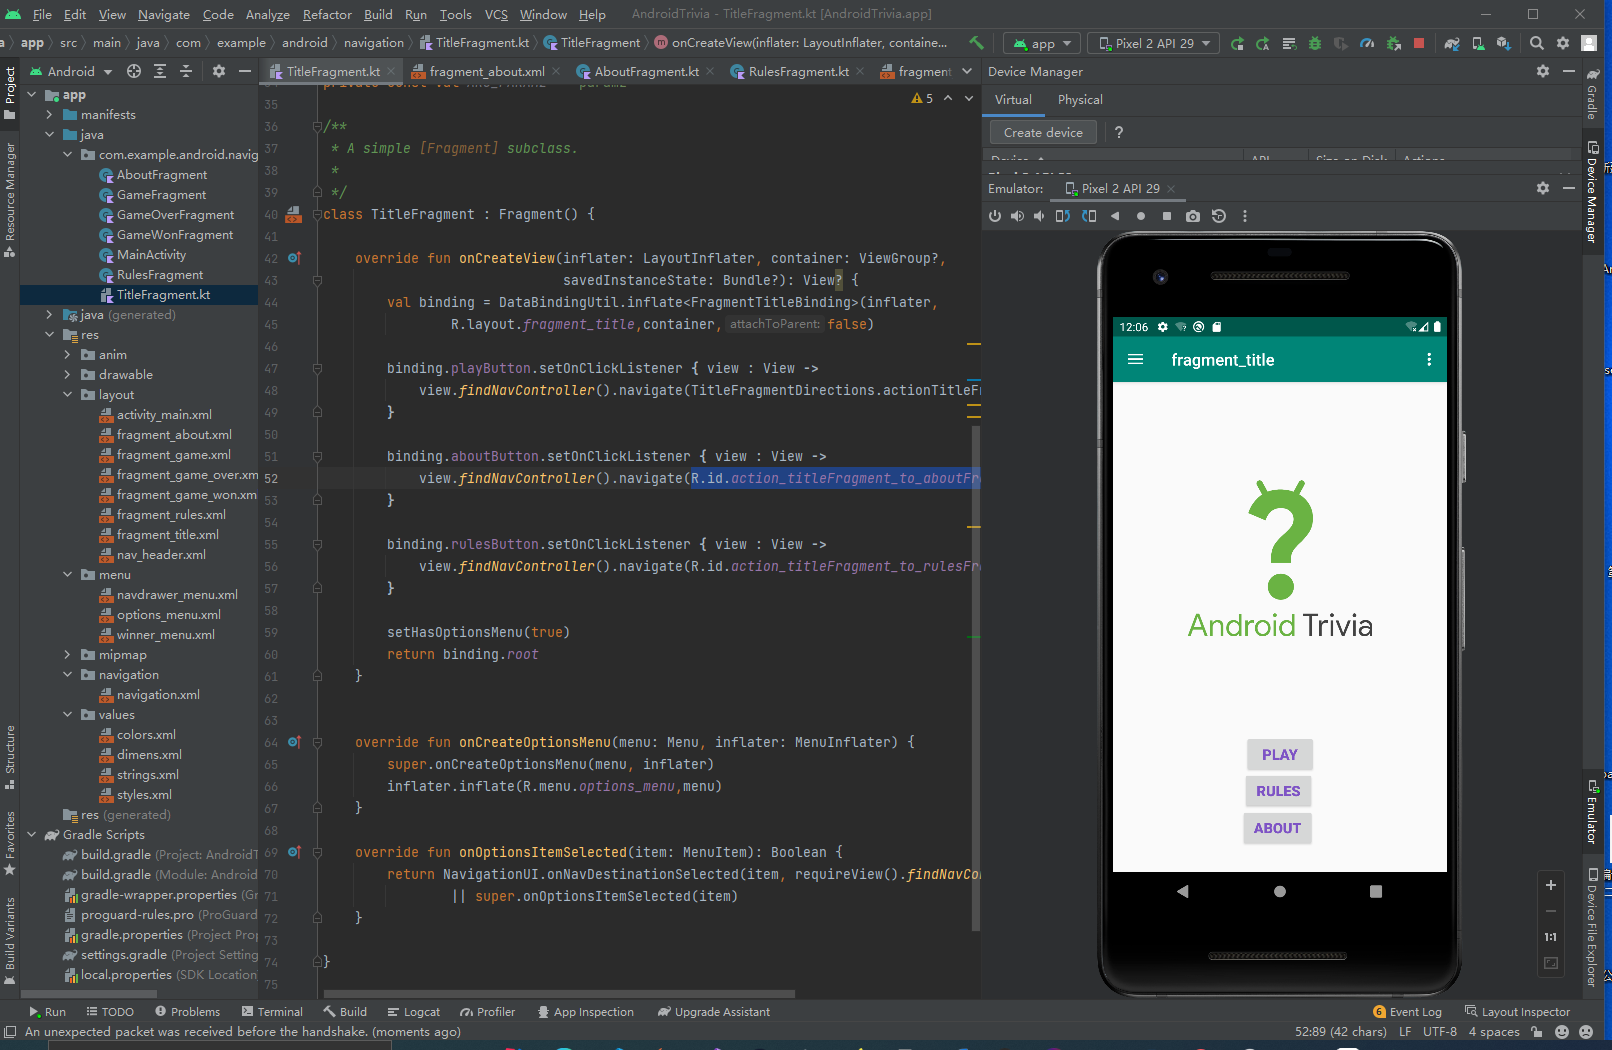 File Edit View Navigate Code Analyze Refactor Build Run Tools VCS Window Help AndroidTrivia - TitleFragment.kt [AndroidTrivia.app]
app src main java com example android navigation TitleFragment.kt TitleFragment onCreateView(inflater: LayoutInflater, containe... app Pixel 2 API 29
Android TitleFragment.kt fragment_about.xml AboutFragment.kt RulesFragment.kt fragment Device Manager
Project
Resource Manager
Structure
Favorites
Build Variants
app
manifests
java
com.example.android.navig
AboutFragment
GameFragment
GameOverFragment
GameWonFragment
MainActivity
RulesFragment
TitleFragment.kt
java (generated)
res
anim
drawable
layout
activity_main.xml
fragment_about.xml
fragment_game.xml
fragment_game_over.xm
fragment_game_won.xm
fragment_rules.xml
fragment_title.xml
nav_header.xml
menu
navdrawer_menu.xml
options_menu.xml
winner_menu.xml
mipmap
navigation
navigation.xml
values
colors.xml
dimens.xml
strings.xml
styles.xml
res (generated)
Gradle Scripts
build.gradle (Project: AndroidT
build.gradle (Module: Android
gradle-wrapper.properties (Gr
proguard-rules.pro (ProGuard
gradle.properties (Project Prop
settings.gradle (Project Setting
local.properties (SDK Location
5
35
36 /**
37 * A simple [Fragment] subclass.
38 *
39 */
40 class TitleFragment : Fragment() {
41
42 override fun onCreateView(inflater: LayoutInflater, container: ViewGroup?,
43 savedInstanceState: Bundle?): View? {
44 val binding = DataBindingUtil.inflate<FragmentTitleBinding>(inflater,
45 R.layout.fragment_title,container, attachToParent: false)
46
47 binding.playButton.setOnClickListener { view : View ->
48 view.findNavController().navigate(TitleFragmentDirections.actionTitleF
49 }
50
51 binding.aboutButton.setOnClickListener { view : View ->
52 view.findNavController().navigate(R.id.action_titleFragment_to_aboutFr
53 }
54
55 binding.rulesButton.setOnClickListener { view : View ->
56 view.findNavController().navigate(R.id.action_titleFragment_to_rulesFr
57 }
58
59 setHasOptionsMenu(true)
60 return binding.root
61 }
62
63
64 override fun onCreateOptionsMenu(menu: Menu, inflater: MenuInflater) {
65 super.onCreateOptionsMenu(menu, inflater)
66 inflater.inflate(R.menu.options_menu,menu)
67 }
68
69 override fun onOptionsItemSelected(item: MenuItem): Boolean {
70 return NavigationUI.onNavDestinationSelected(item, requireView().findNavCo
71 || super.onOptionsItemSelected(item)
72 }
73
74 }
75
Virtual Physical
Create device ?
Emulator: Pixel 2 API 29
12:06
fragment_title
Android Trivia
PLAY
RULES
ABOUT
1:1
Gradle
Device Manager
Emulator
Device File Explorer
Run TODO Problems Terminal Build Logcat Profiler App Inspection Upgrade Assistant 6 Event Log Layout Inspector
An unexpected packet was received before the handshake. (moments ago) 52:89 (42 chars) LF UTF-8 4 spaces